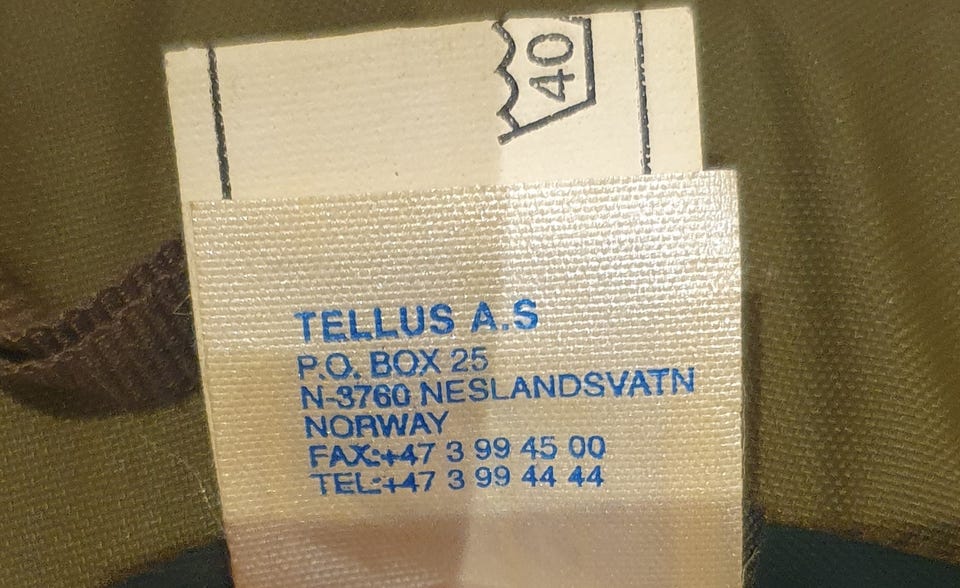 40
TELLUS A.S
P.O. BOX 25
N-3760 NESLANDSVATN
NORWAY
FAX:+47 3 99 45 00
TEL:+47 3 99 44 44